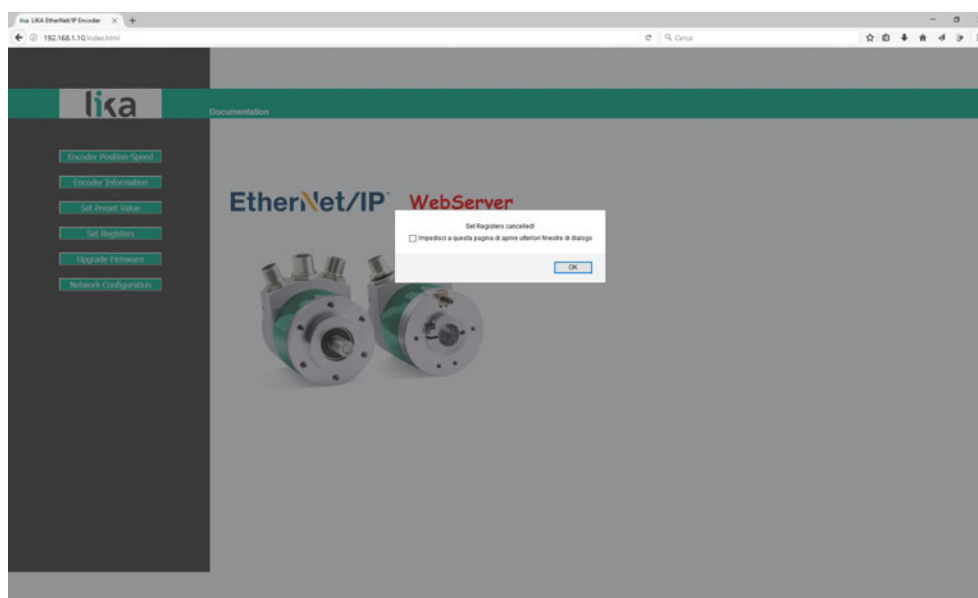 lika LIKA EtherNet/IP Encoder
192.168.1.10/index.html
Cerca
lika
Documentation
Encoder Position-Speed
Encoder Information
Set Preset Value
Set Registers
Upgrade Firmware
Network Configuration
EtherNet/IP WebServer
Set Registers cancelled!
Impedisci a questa pagina di aprire ulteriori finestre di dialogo
OK